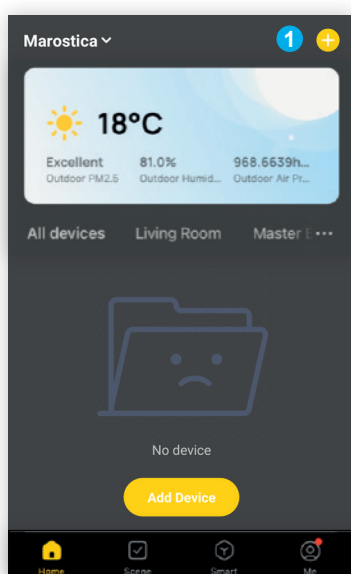 Marostica
1
18°C
Excellent 81.0% 968.6639h...
Outdoor PM2.5 Outdoor Humid... Outdoor Air Pr...
All devices Living Room Master
No device
Add Device
Home Scene Smart Me